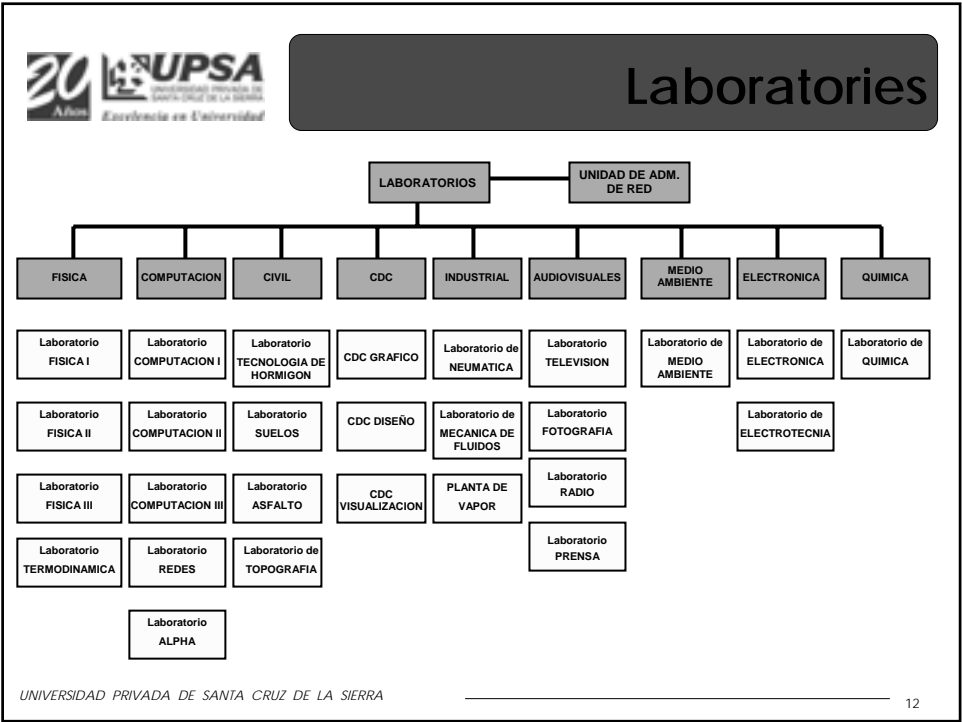 20
Años
UPSA
UNIVERSIDAD PRIVADA DE
SANTA CRUZ DE LA SIERRA
Excelencia en Universidad
Laboratories
LABORATORIOS
UNIDAD DE ADM.
DE RED
FISICA
COMPUTACION
CIVIL
CDC
INDUSTRIAL
AUDIOVISUALES
MEDIO
AMBIENTE
ELECTRONICA
QUIMICA
Laboratorio
FISICA I
Laboratorio
COMPUTACION I
Laboratorio
TECNOLOGIA DE
HORMIGON
CDC GRAFICO
Laboratorio de
NEUMATICA
Laboratorio
TELEVISION
Laboratorio de
MEDIO
AMBIENTE
Laboratorio de
ELECTRONICA
Laboratorio de
QUIMICA
Laboratorio
FISICA II
Laboratorio
COMPUTACION II
Laboratorio
SUELOS
CDC DISEÑO
Laboratorio de
MECANICA DE
FLUIDOS
Laboratorio
FOTOGRAFIA
Laboratorio de
ELECTROTECNIA
Laboratorio
FISICA III
Laboratorio
COMPUTACION III
Laboratorio
ASFALTO
CDC
VISUALIZACION
PLANTA DE
VAPOR
Laboratorio
RADIO
Laboratorio
TERMODINAMICA
Laboratorio
REDES
Laboratorio de
TOPOGRAFIA
Laboratorio
PRENSA
Laboratorio
ALPHA
UNIVERSIDAD PRIVADA DE SANTA CRUZ DE LA SIERRA
12